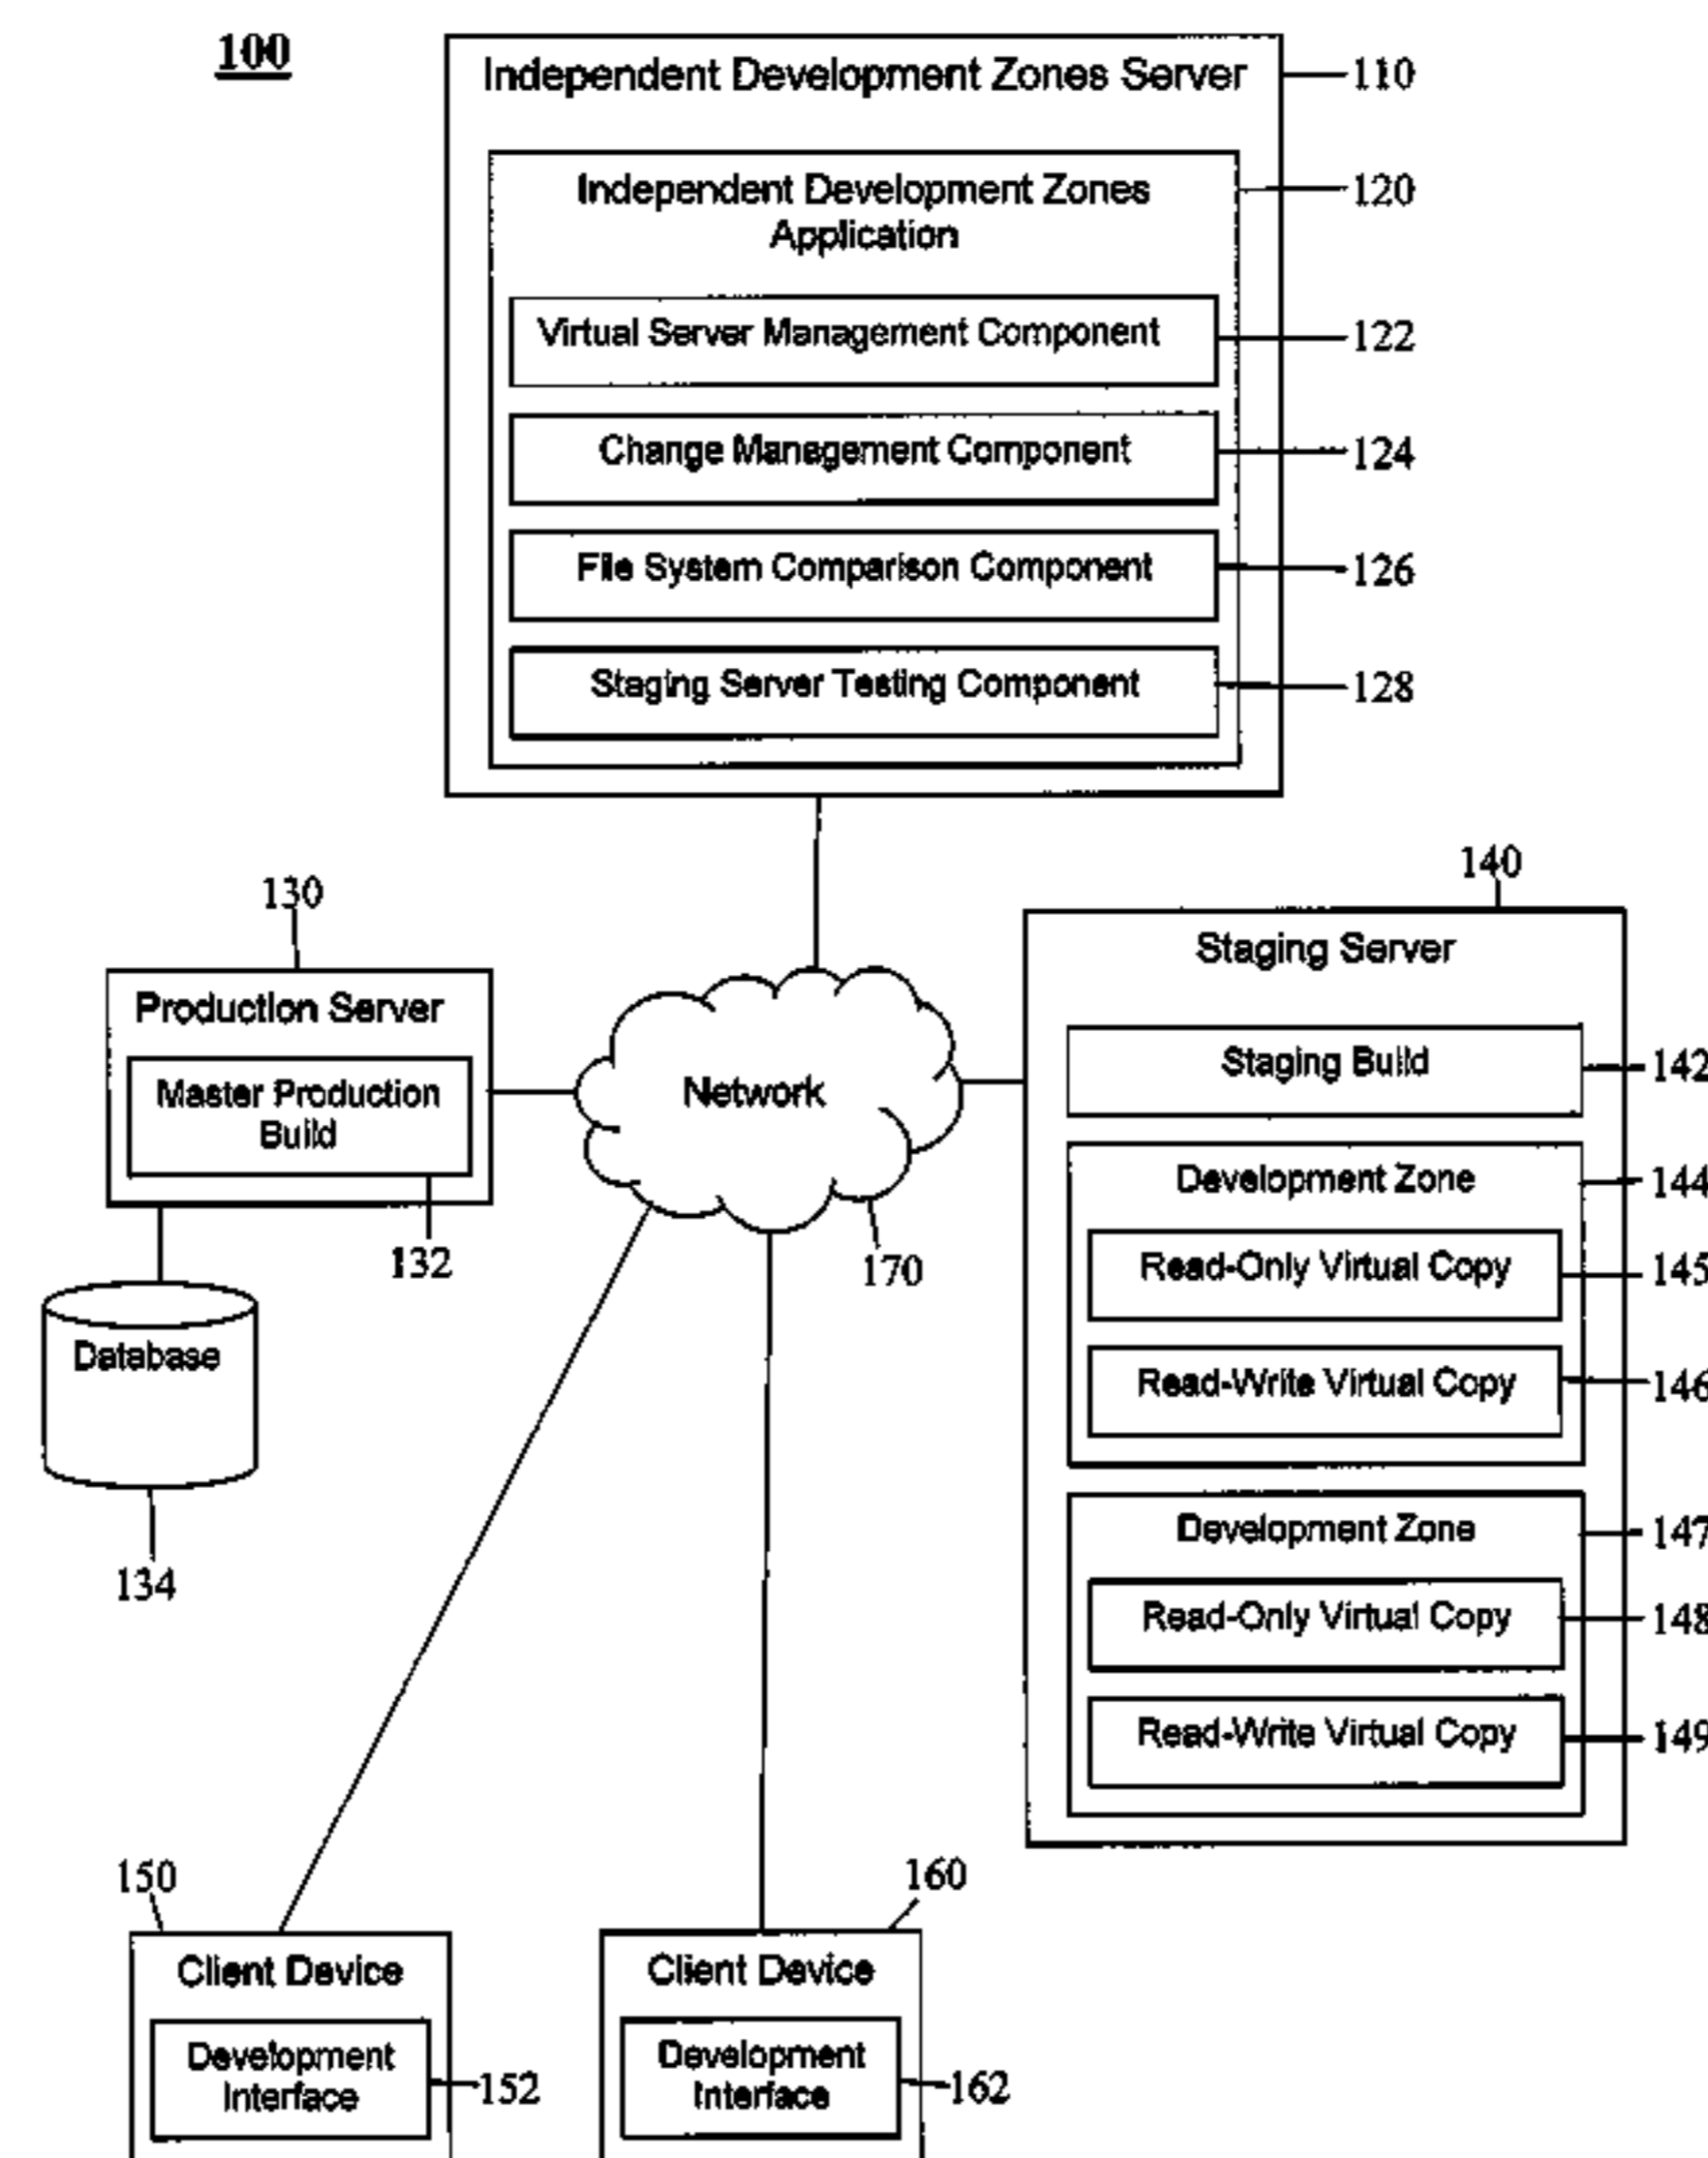 100
Independent Development Zones Server
110
Independent Development Zones
Application
120
Virtual Server Management Component
122
Change Management Component
124
File System Comparison Component
126
Staging Server Testing Component
128
130
Production Server
Master Production
Build
132
Database
134
Network
170
140
Staging Server
Staging Build
142
Development Zone
144
Read-Only Virtual Copy
145
Read-Write Virtual Copy
146
Development Zone
147
Read-Only Virtual Copy
148
Read-Write Virtual Copy
149
150
Client Device
Development
Interface
152
160
Client Device
Development
Interface
162